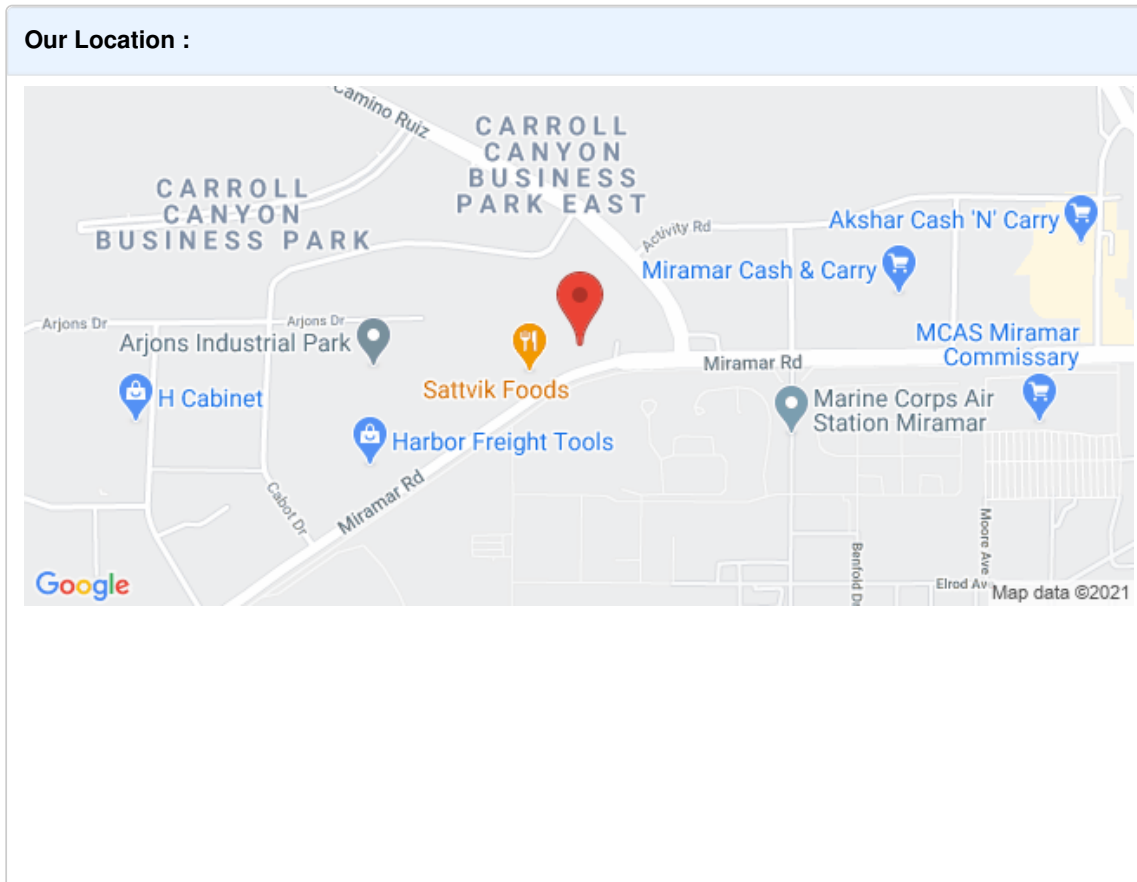 Our Location :
Camino Ruiz
CARROLL
CANYON
BUSINESS
PARK EAST
CARROLL
CANYON
BUSINESS PARK
Activity Rd
Akshar Cash 'N' Carry
Miramar Cash & Carry
Arjons Dr
Arjons Dr
Arjons Industrial Park
MCAS Miramar
Commissary
Miramar Rd
Sattvik Foods
H Cabinet
Marine Corps Air
Station Miramar
Harbor Freight Tools
Miramar Rd
Cabot Dr
Moore Ave
Benfold Dr
Elrod Av
Google
Map data ©2021